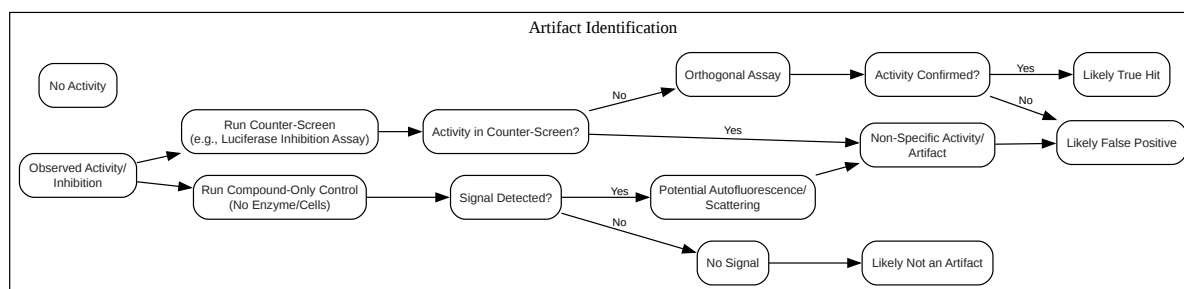 Artifact Identification
No Activity
Observed Activity/
Inhibition
Run Counter-Screen
(e.g., Luciferase Inhibition Assay)
Run Compound-Only Control
(No Enzyme/Cells)
Activity in Counter-Screen?
Signal Detected?
No
Yes
Yes
No
Orthogonal Assay
Potential Autofluorescence/
Scattering
No Signal
Activity Confirmed?
Non-Specific Activity/
Artifact
Likely Not an Artifact
Yes
No
Likely True Hit
Likely False Positive